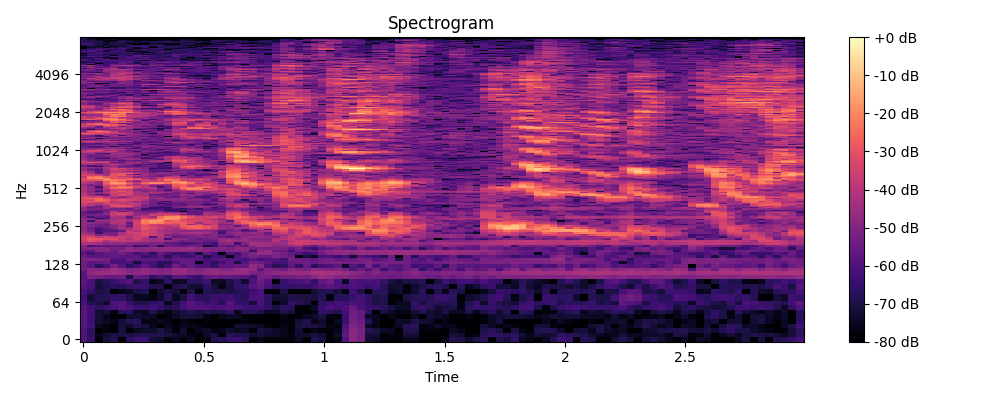 Spectrogram
+0 dB
4096
-10 dB
2048
-20 dB
1024
-30 dB
Hz
512
-40 dB
256
-50 dB
128
-60 dB
64
-70 dB
0
-80 dB
0 0.5 1 1.5 2 2.5
Time